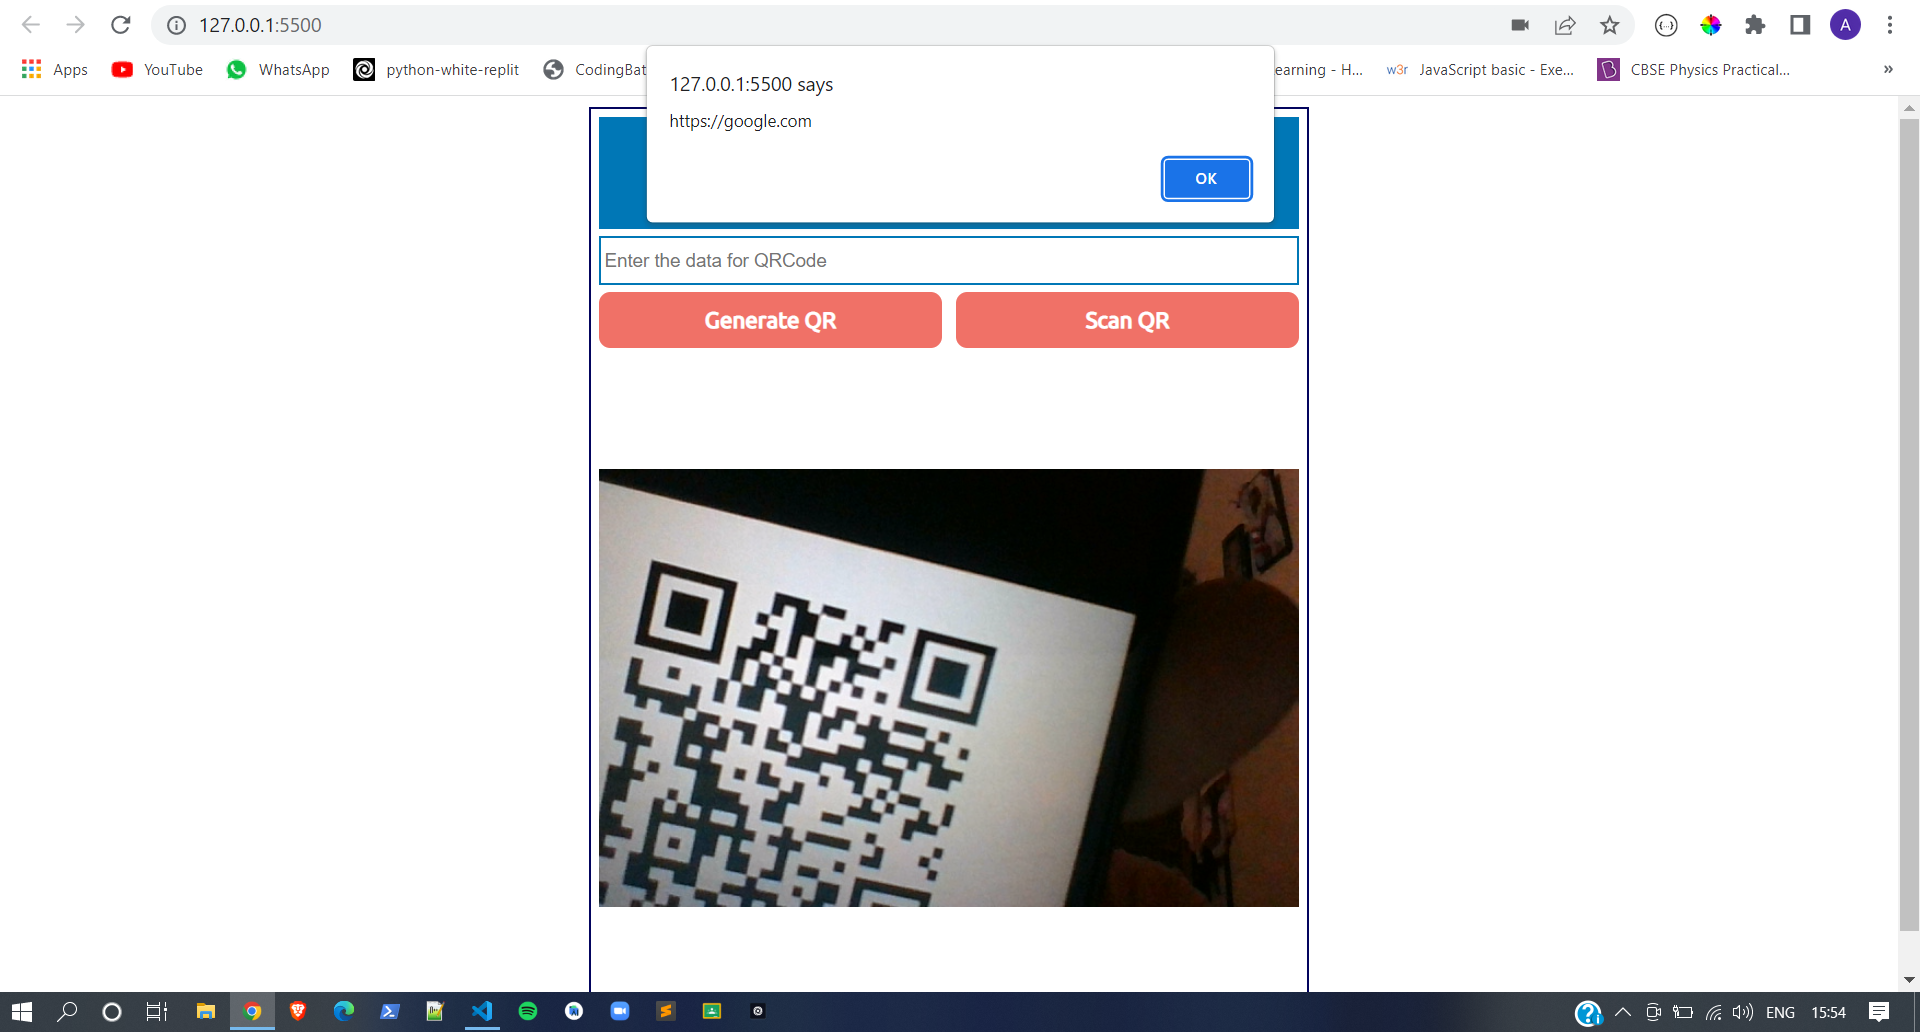 127.0.0.1:5500
A
Apps
YouTube
WhatsApp
python-white-replit
CodingBat
earning - H...
w3r
JavaScript basic - Exe...
CBSE Physics Practical...
»
127.0.0.1:5500 says
https://google.com
OK
Enter the data for QRCode
Generate QR
Scan QR
ENG
15:54